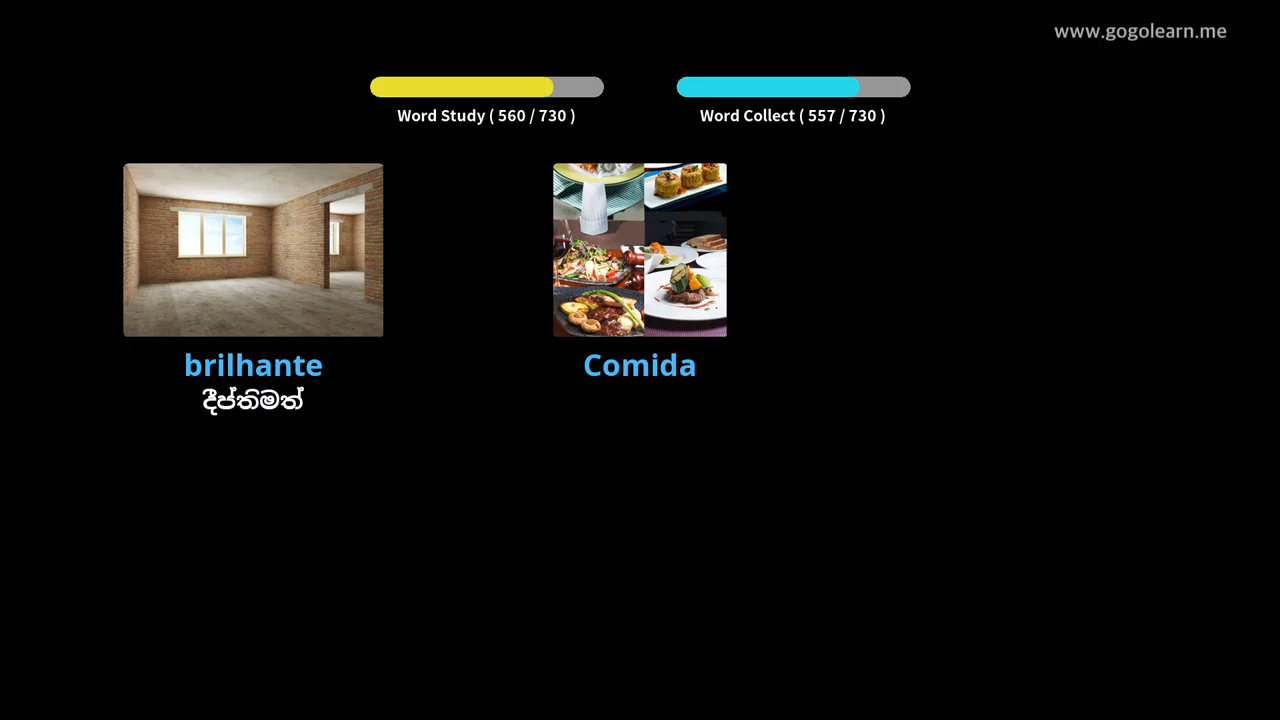 www.gogolearn.me
Word Study ( 560 / 730 )
Word Collect ( 557 / 730 )
brilhante
Comida
දීප්තිමත්